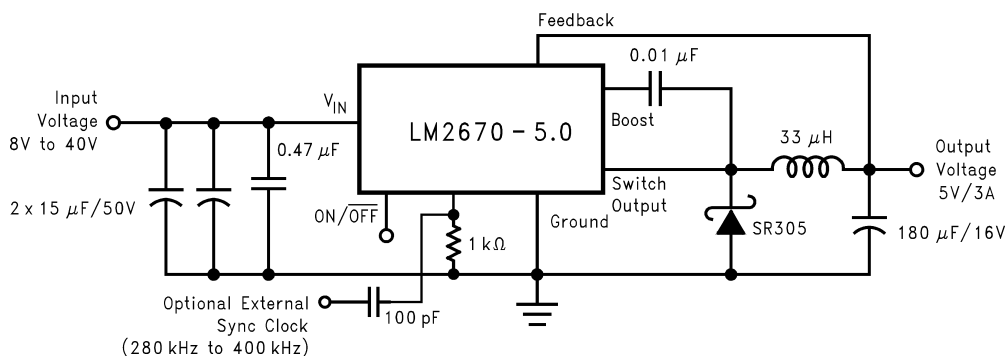 Feedback
0.01 μF
Input
Voltage
8V to 40V
VIN
LM2670 - 5.0
Boost
33 μH
Output
Voltage
5V/3A
0.47 μF
2 x 15 μF/50V
ON/OFF
Switch
Output
Ground
1 kΩ
SR305
180 μF/16V
Optional External
Sync Clock
(280 kHz to 400 kHz)
100 pF